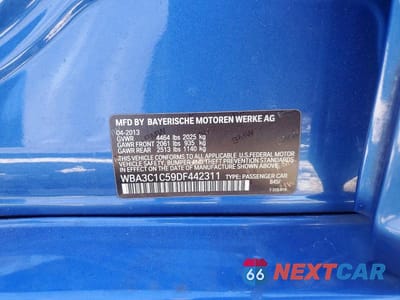 MFD BY BAYERISCHE MOTOREN WERKE AG
04-2013
GVWR 4464 lbs 2025 kg
GAWR FRONT 2061 lbs 935 kg
GAWR REAR 2513 lbs 1140 kg
THIS VEHICLE CONFORMS TO ALL APPLICABLE U.S.FEDERAL MOTOR
VEHICLE SAFETY, BUMPER, AND THEFT PREVENTION STANDARDS
IN EFFECT ON THE DATE OF MANUFACTURE SHOWN ABOVE.
WBA3C1C59DF442311 TYPE: PASSENGER CAR
66 NEXTCAR